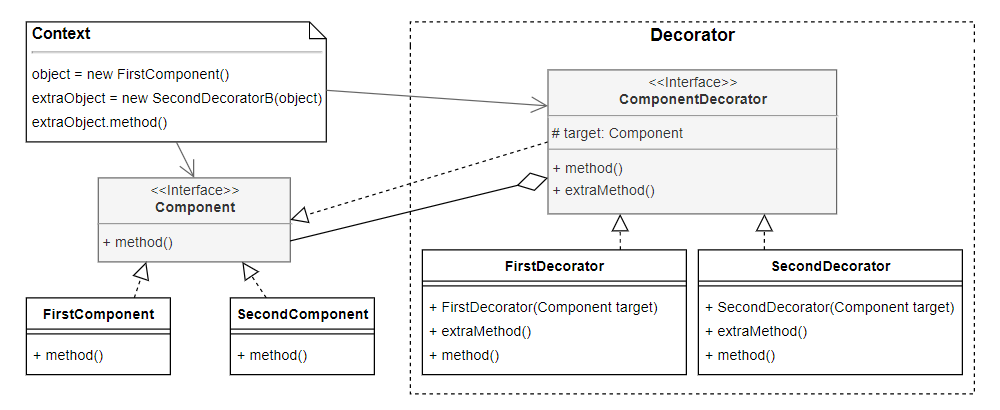 Context
object = new FirstComponent()
extraObject = new SecondDecoratorB(object)
extraObject.method()
Decorator
<<Interface>>
ComponentDecorator
# target: Component
+ method()
+ extraMethod()
<<Interface>>
Component
+ method()
FirstComponent
+ method()
SecondComponent
+ method()
FirstDecorator
+ FirstDecorator(Component target)
+ extraMethod()
+ method()
SecondDecorator
+ SecondDecorator(Component target)
+ extraMethod()
+ method()